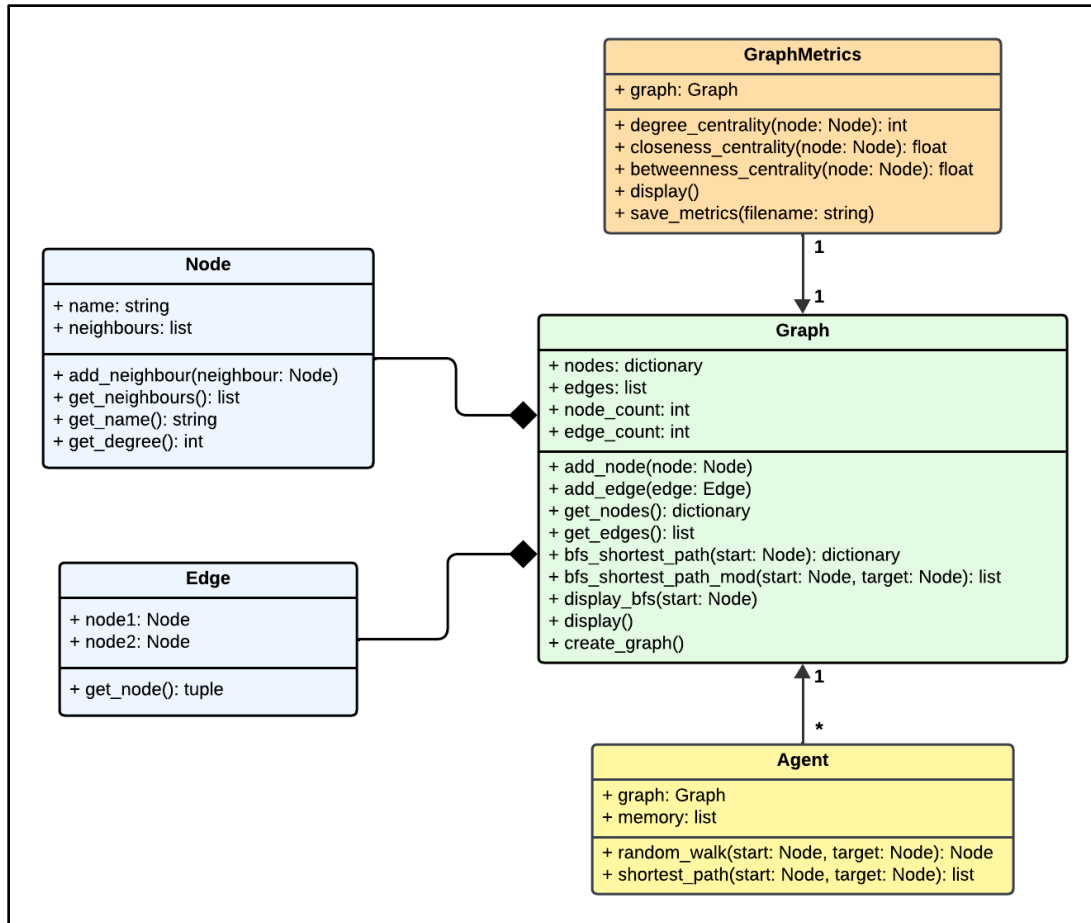 GraphMetrics
+ graph: Graph
+ degree_centrality(node: Node): int
+ closeness_centrality(node: Node): float
+ betweenness_centrality(node: Node): float
+ display()
+ save_metrics(filename: string)
1
1
Node
+ name: string
+ neighbours: list
+ add_neighbour(neighbour: Node)
+ get_neighbours(): list
+ get_name(): string
+ get_degree(): int
Graph
+ nodes: dictionary
+ edges: list
+ node_count: int
+ edge_count: int
+ add_node(node: Node)
+ add_edge(edge: Edge)
+ get_nodes(): dictionary
+ get_edges(): list
+ bfs_shortest_path(start: Node): dictionary
+ bfs_shortest_path_mod(start: Node, target: Node): list
+ display_bfs(start: Node)
+ display()
+ create_graph()
Edge
+ node1: Node
+ node2: Node
+ get_node(): tuple
1
*
Agent
+ graph: Graph
+ memory: list
+ random_walk(start: Node, target: Node): Node
+ shortest_path(start: Node, target: Node): list